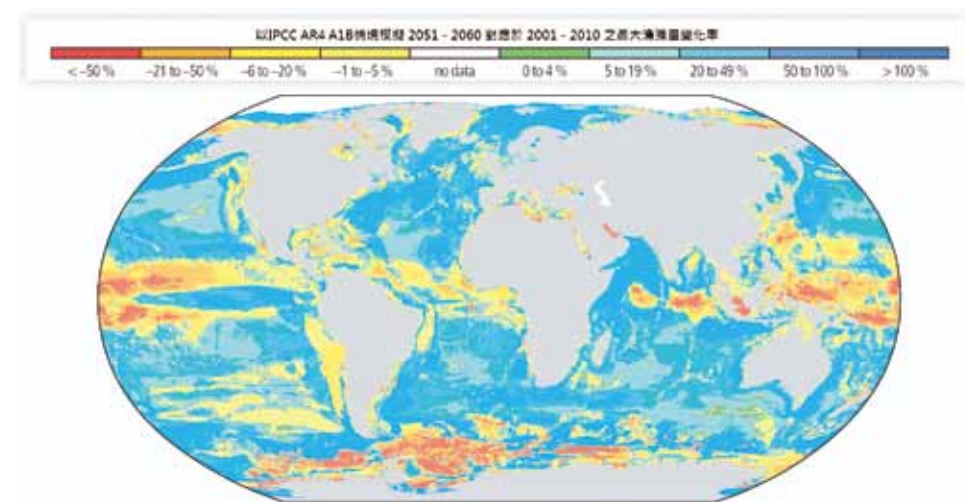 以IPCC AR4 A1B情境模擬 2051 - 2060 對應於 2001 - 2010 之最大漁獲量變化率
< –50 % –21 to –50 % –6 to –20 % –1 to –5 % no data 0 to 4 % 5 to 19 % 20 to 49 % 50 to 100 % > 100 %